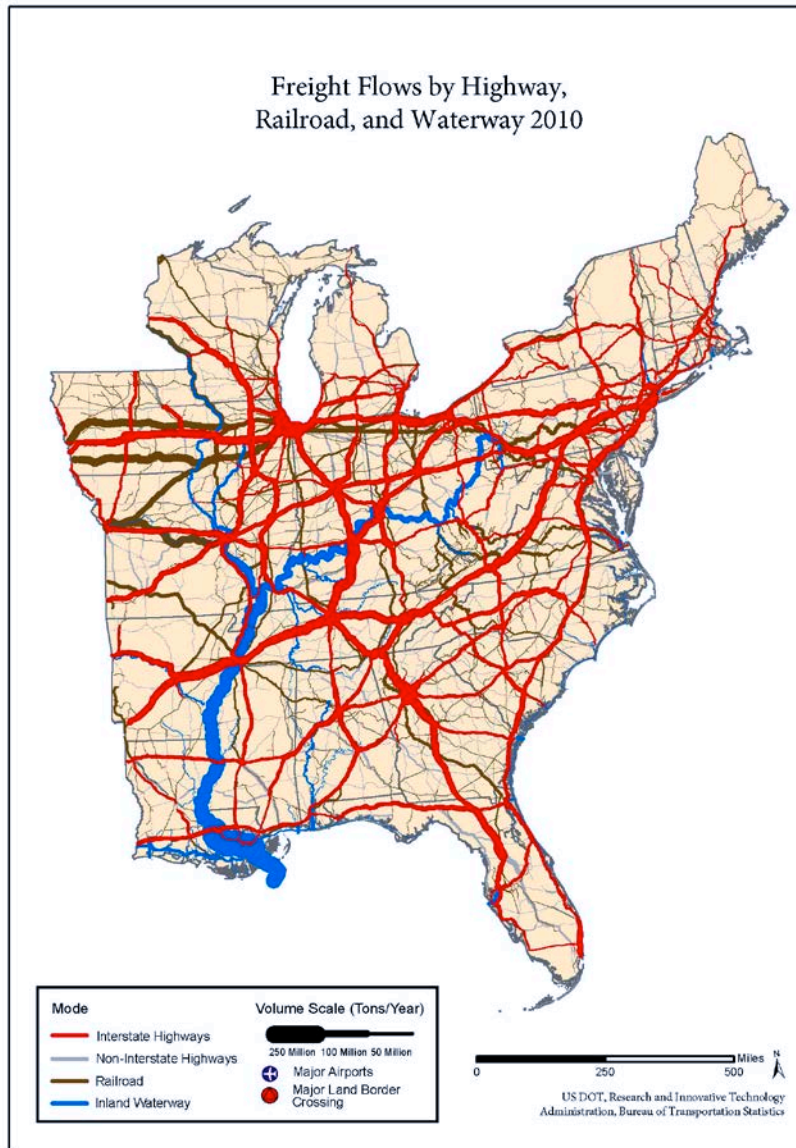 Freight Flows by Highway,
Railroad, and Waterway 2010
Mode
Interstate Highways
Non-Interstate Highways
Railroad
Inland Waterway
Volume Scale (Tons/Year)
250 Million 100 Million 50 Million
Major Airports
Major Land Border
Crossing
Miles
0 250 500
N
US DOT, Research and Innovative Technology
Administration, Bureau of Transportation Statistics